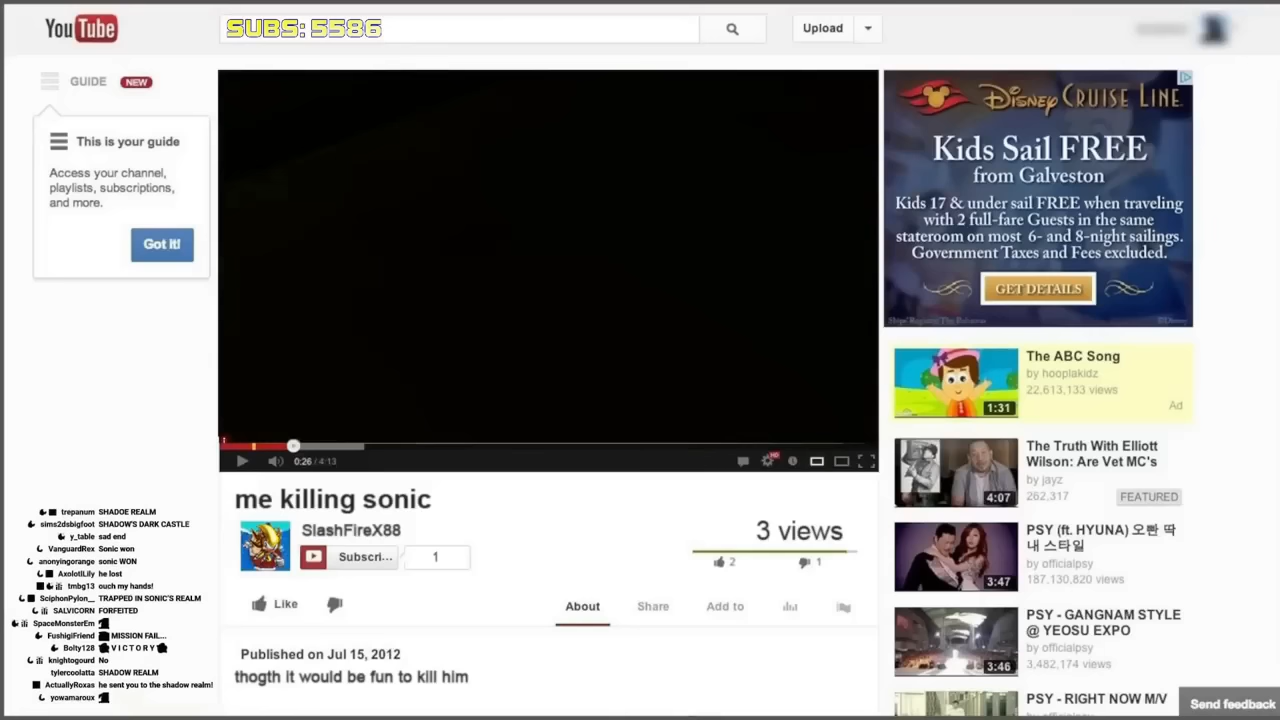 YouTube
SUBS: 5586
Upload
GUIDE
NEW
This is your guide
Access your channel,
playlists, subscriptions,
and more.
Got it!
0:26 / 4:13
HD
me killing sonic
SlashFireX88
Subscri...
1
3 views
2
1
Like
About
Share
Add to
Published on Jul 15, 2012
thogth it would be fun to kill him
DISNEY CRUISE LINE
Kids Sail FREE
from Galveston
Kids 17 & under sail FREE when traveling
with 2 full-fare Guests in the same
stateroom on most 6- and 8-night sailings.
Government Taxes and Fees excluded.
GET DETAILS
Ships' Registry: The Bahamas
©Disney
The ABC Song
by hooplakidz
22,613,133 views
Ad
1:31
The Truth With Elliott
Wilson: Are Vet MC's
by jayz
262,317
FEATURED
4:07
PSY (ft. HYUNA) 오빤 딱
내 스타일
by officialpsy
187,130,820 views
3:47
PSY - GANGNAM STYLE
@ YEOSU EXPO
by officialpsy
3,482,174 views
3:46
PSY - RIGHT NOW M/V
by officialpsy
Send feedback
trepanum SHADOE REALM
sims2dsbigfoot SHADOW'S DARK CASTLE
y_table sad end
VanguardRex Sonic won
anonyingorange sonic WON
AxolotlLily he lost
tmbg13 ouch my hands!
SciphonPylon__ TRAPPED IN SONIC'S REALM
SALVICORN FORFEITED
SpaceMonsterEm
FushigiFriend MISSION FAIL...
Bolty128 V I C T O R Y
knightogourd No
tylercoolatta SHADOW REALM
ActuallyRoxas he sent you to the shadow realm!
yowamaroux